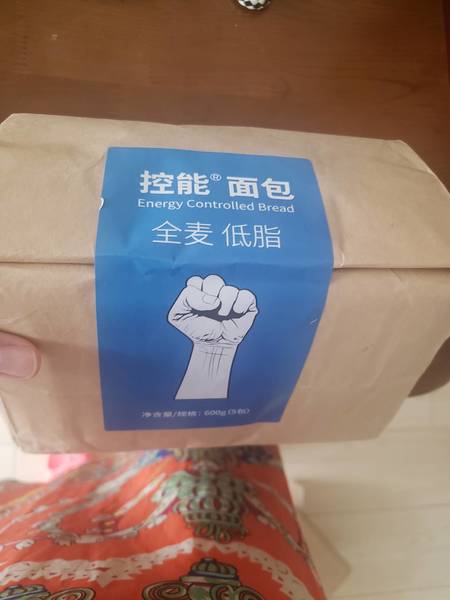 控能® 面包
Energy Controlled Bread
全麦 低脂
净含量/规格：600g (5包)